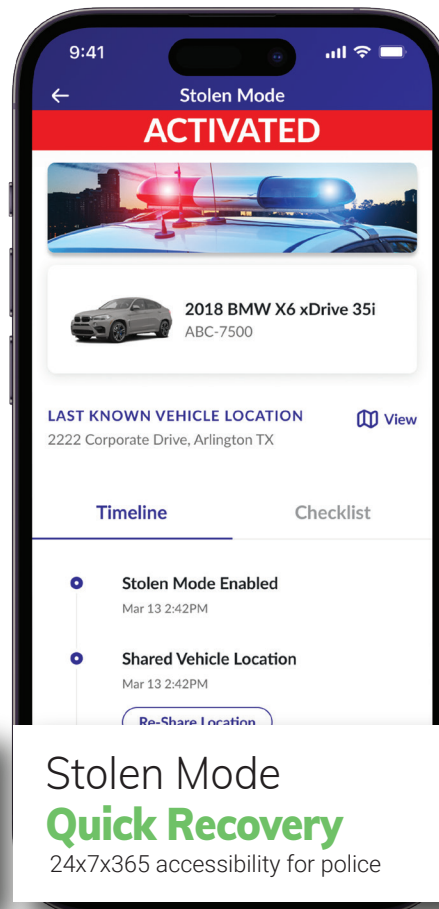 9:41
Stolen Mode
ACTIVATED
2018 BMW X6 xDrive 35i
ABC-7500
LAST KNOWN VEHICLE LOCATION
View
2222 Corporate Drive, Arlington TX
Timeline
Checklist
Stolen Mode Enabled
Mar 13 2:42PM
Shared Vehicle Location
Mar 13 2:42PM
Re-Share Location
Stolen Mode
Quick Recovery
24x7x365 accessibility for police